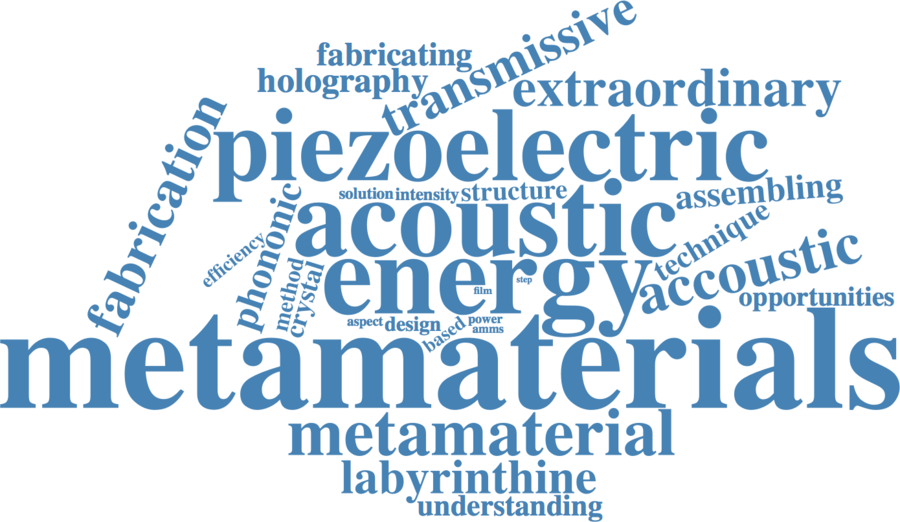 transmissive
fabricating
holography
extraordinary
fabrication
piezoelectric
solution
intensity
structure
assembling
phononic
acoustic
technique
efficiency
accoustic
method
crystal
energy
film
step
opportunities
aspect
design
based
power
amms
metamaterials
metamaterial
labyrinthine
understanding